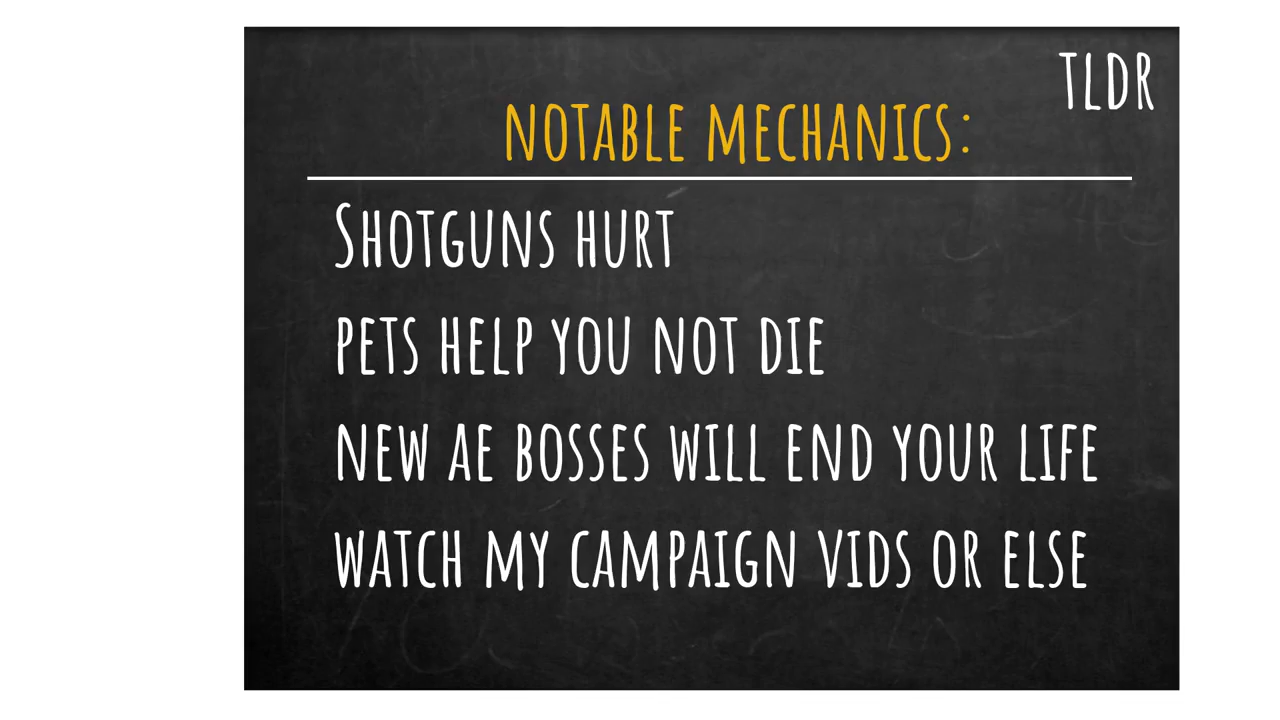 TLDR
NOTABLE MECHANICS:
SHOTGUNS HURT
PETS HELP YOU NOT DIE
NEW AE BOSSES WILL END YOUR LIFE
WATCH MY CAMPAIGN VIDS OR ELSE